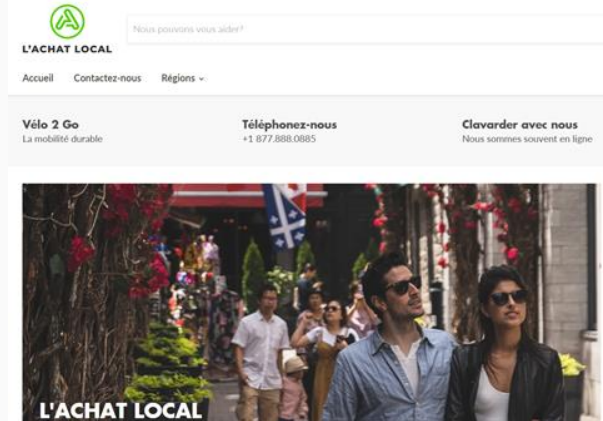 L'ACHAT LOCAL
Nous pouvons vous aider?
Accueil Contactez-nous Régions
Vélo 2 Go
La mobilité durable
Téléphonez-nous
+1 877.888.0885
Clavarder avec nous
Nous sommes souvent en ligne
L'ACHAT LOCAL